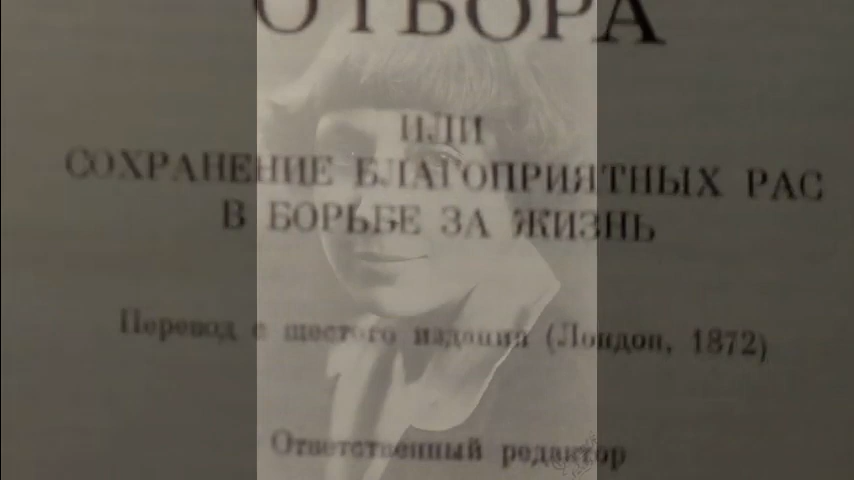 ОТБОРА
ИЛИ
СОХРАНЕНИЕ БЛАГОПРИЯТНЫХ РАС
В БОРЬБЕ ЗА ЖИЗНЬ
Перевод с шестого издания (Лондон, 1872)
Ответственный редактор